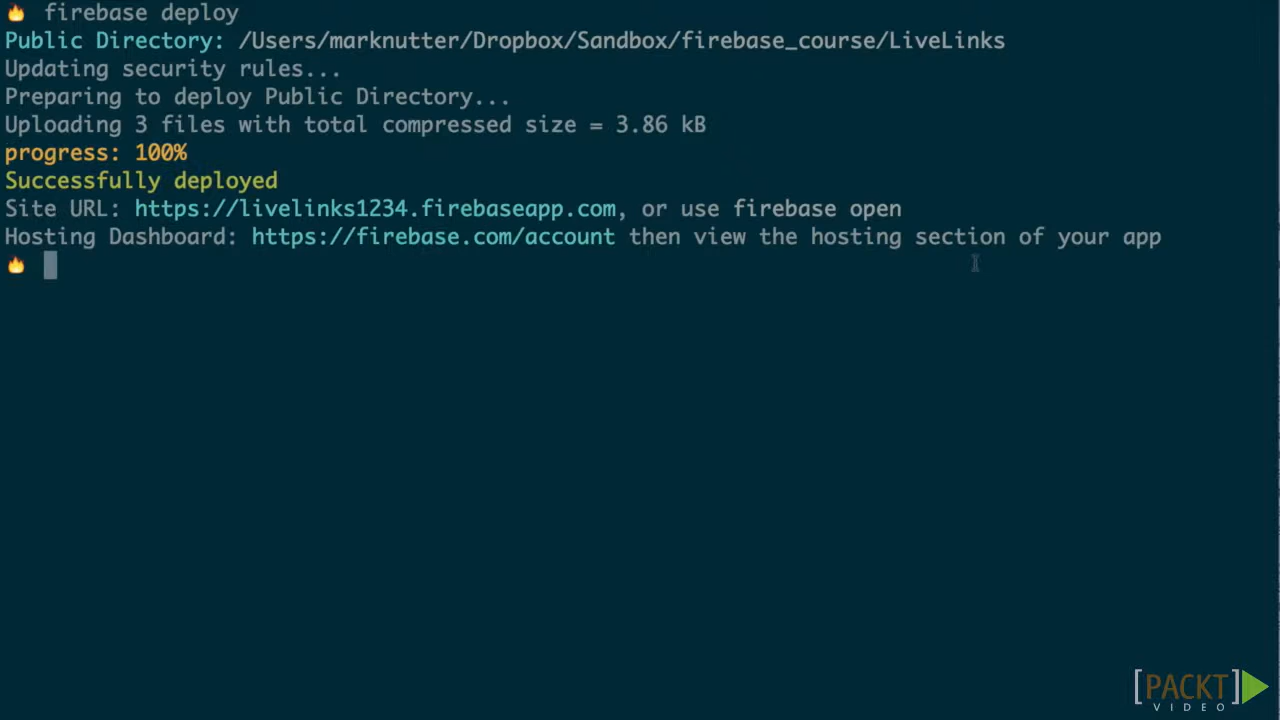 firebase deploy
Public Directory: /Users/marknutter/Dropbox/Sandbox/firebase_course/LiveLinks
Updating security rules...
Preparing to deploy Public Directory...
Uploading 3 files with total compressed size = 3.86 kB
progress: 100%
Successfully deployed
Site URL: https://livelinks1234.firebaseapp.com, or use firebase open
Hosting Dashboard: https://firebase.com/account then view the hosting section of your app
[PACKT]
VIDEO